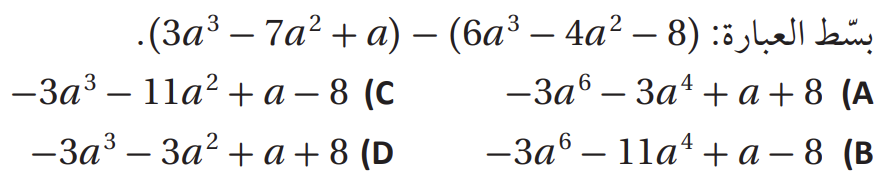 بسّط العبارة: (3a³ – 7a² + a) – (6a³ – 4a² – 8).
A) –3a⁶ – 3a⁴ + a + 8 C) –3a³ – 11a² + a – 8
B) –3a⁶ – 11a⁴ + a – 8 D) –3a³ – 3a² + a + 8